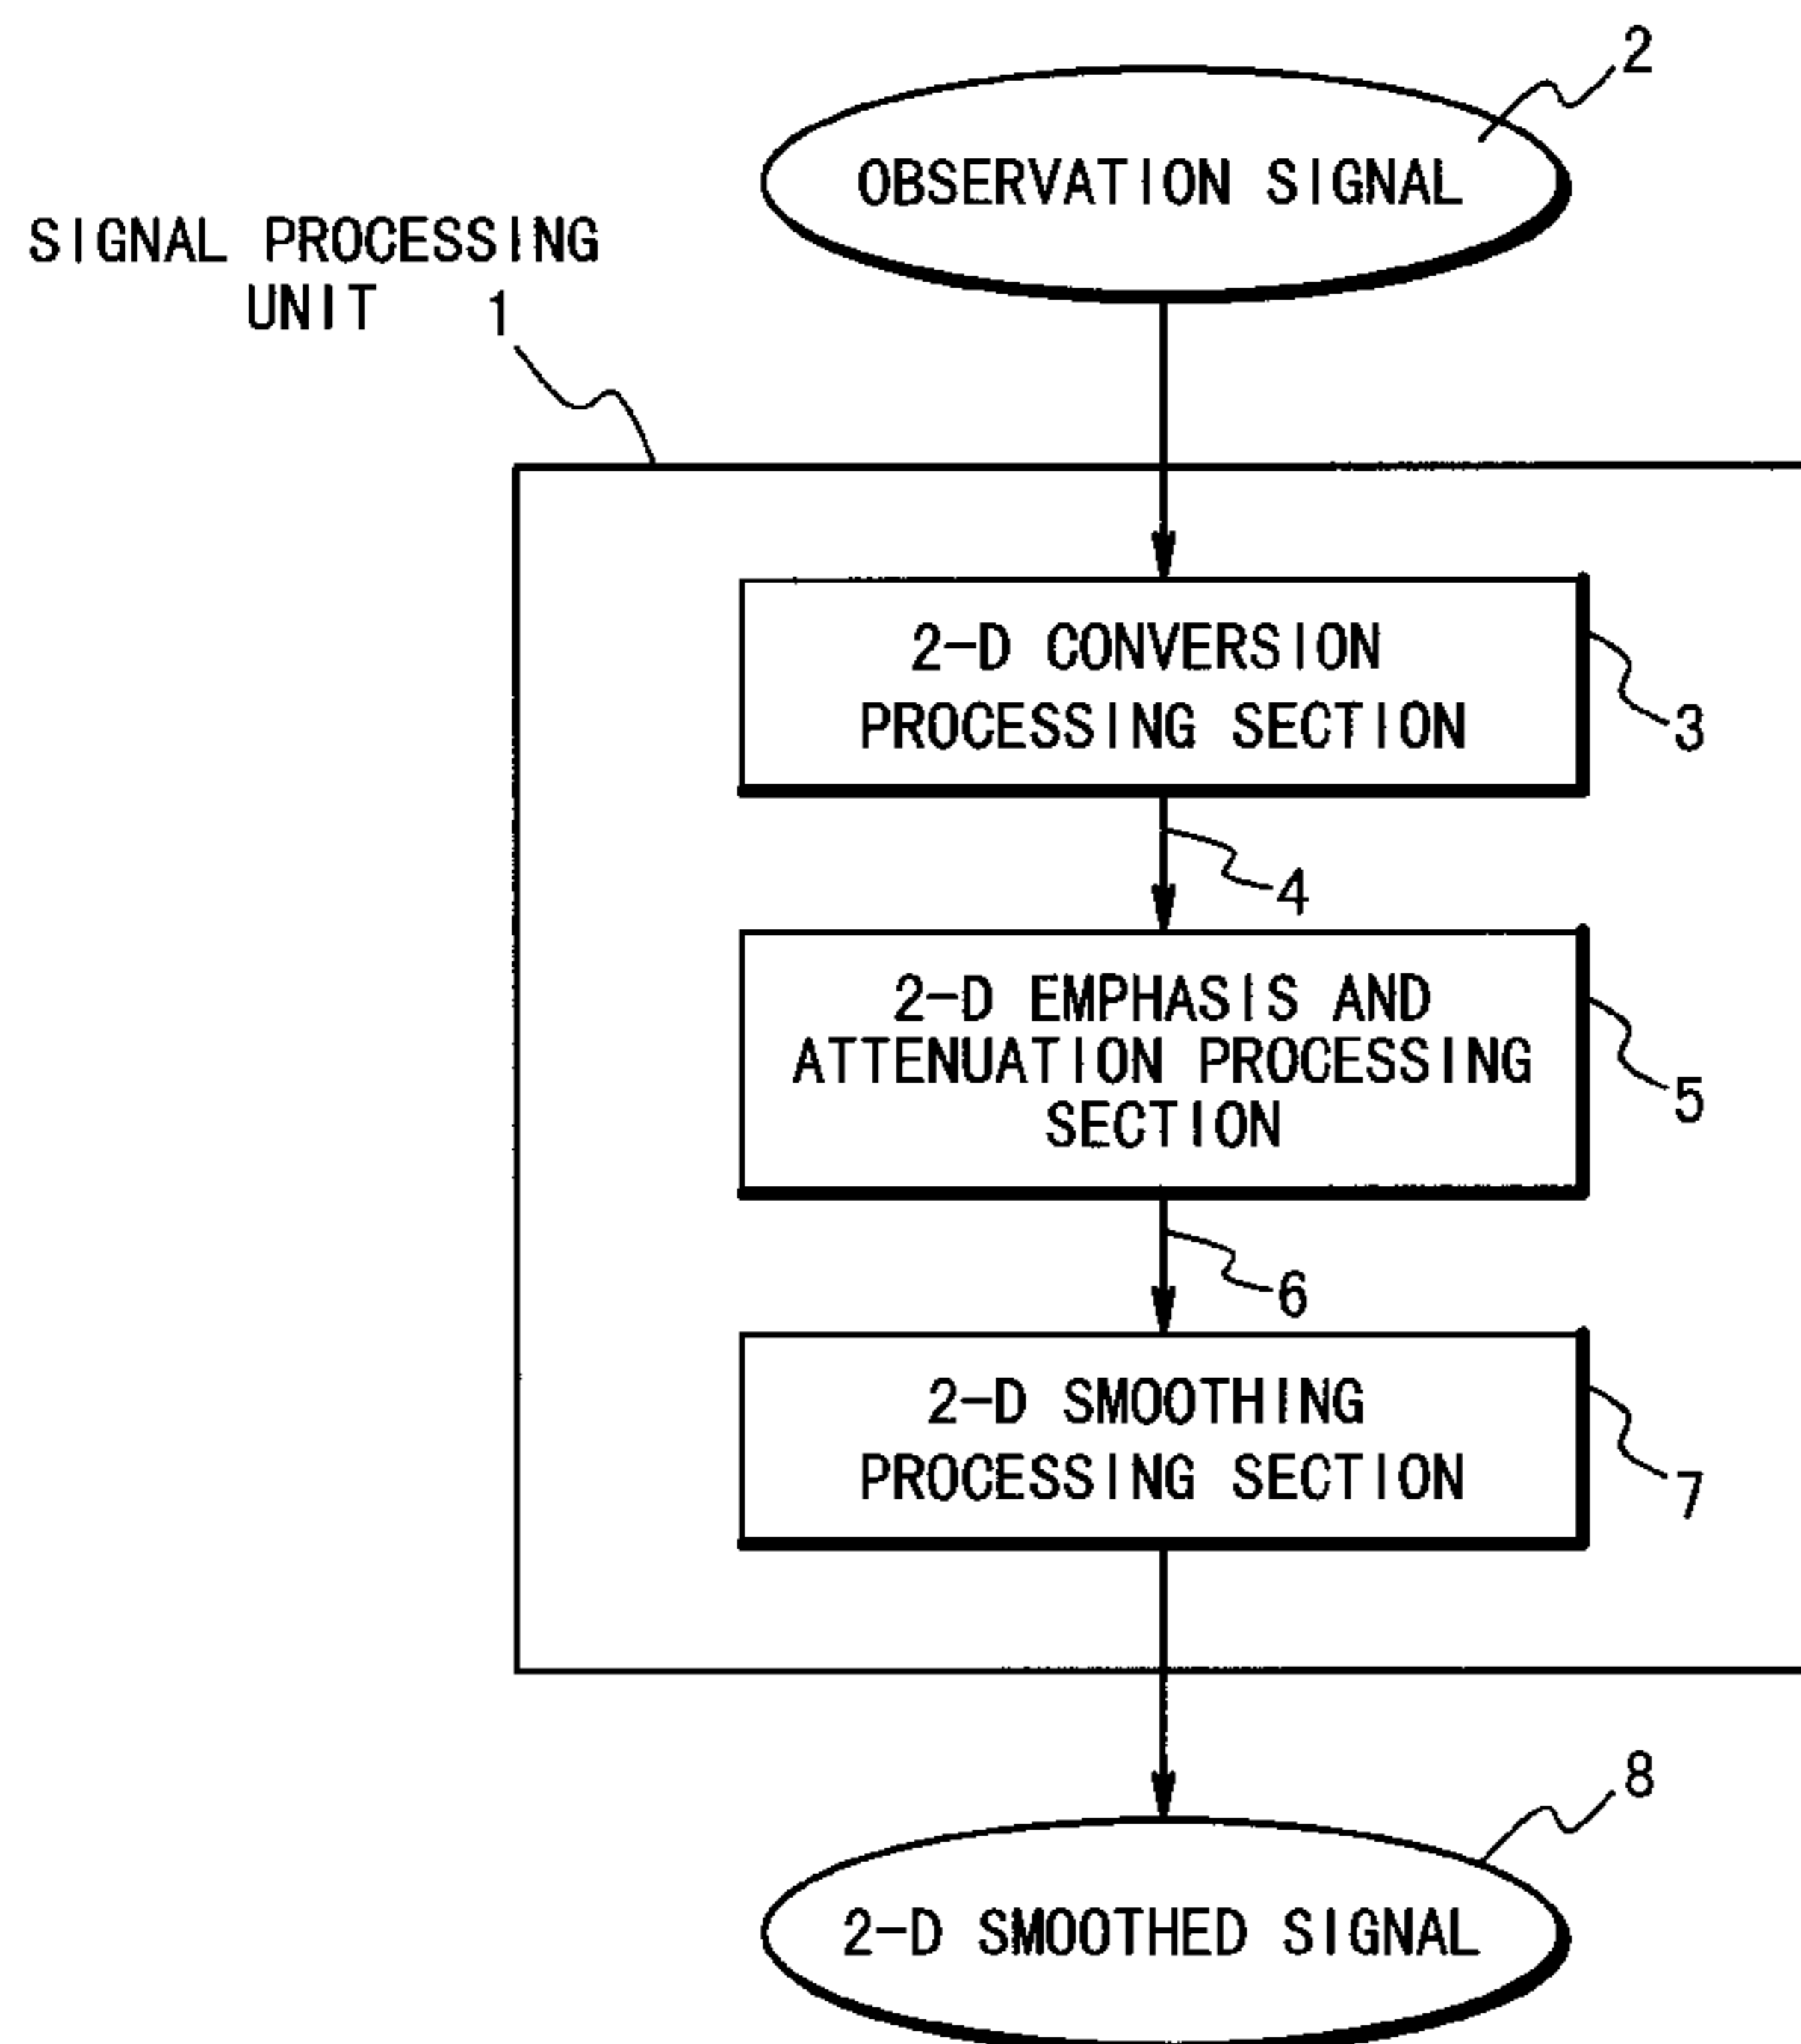 2
OBSERVATION SIGNAL
SIGNAL PROCESSING
UNIT 1
2-D CONVERSION
PROCESSING SECTION
3
4
2-D EMPHASIS AND
ATTENUATION PROCESSING
SECTION
5
6
2-D SMOOTHING
PROCESSING SECTION
7
8
2-D SMOOTHED SIGNAL